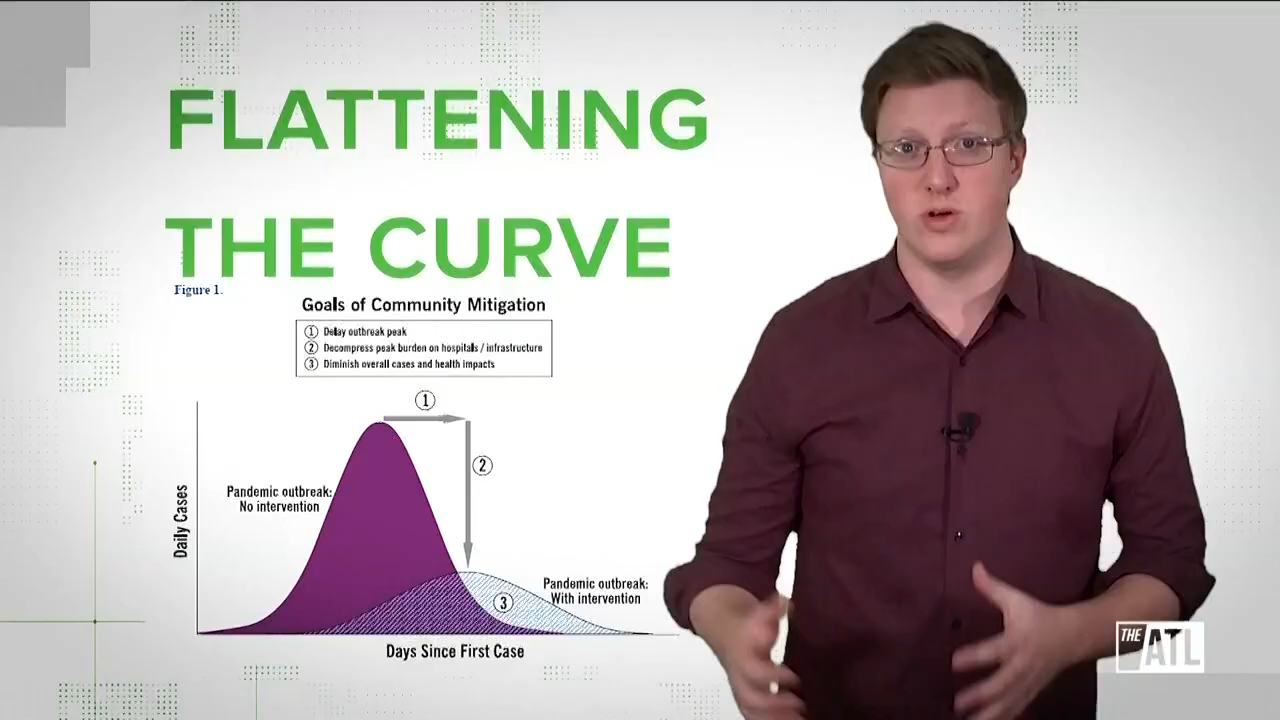 FLATTENING
THE CURVE
Figure 1.
Goals of Community Mitigation
① Delay outbreak peak
② Decompress peak burden on hospitals / infrastructure
③ Diminish overall cases and health impacts
①
②
Pandemic outbreak:
No intervention
Daily Cases
Pandemic outbreak:
With intervention
③
Days Since First Case
THE ATL